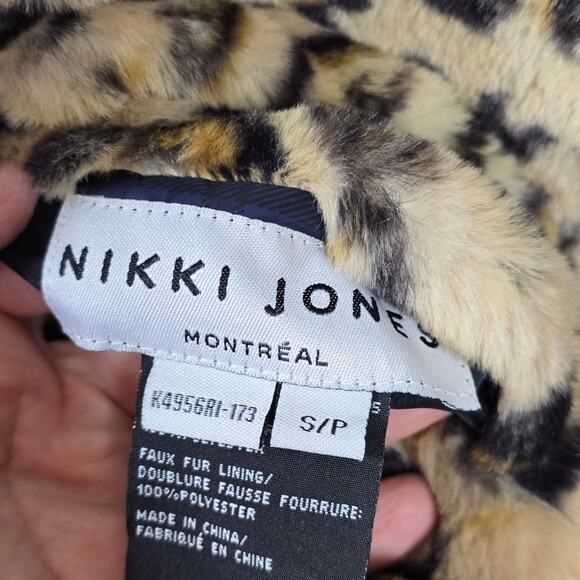 NIKKI JONES
MONTRÉAL
K4956RI-173
S/P
FAUX FUR LINING/
DOUBLURE FAUSSE FOURRURE:
100%POLYESTER
MADE IN CHINA/
FABRIQUÉ EN CHINE